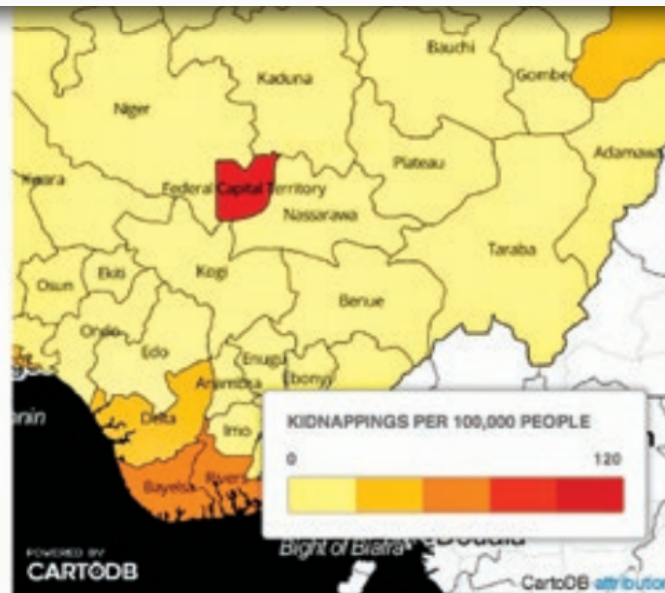 Bauchi
Gombe
Kaduna
Niger
Adamawa
Plateau
Kwara
Federal Capital Territory
Nassarawa
Taraba
Kogi
Ekiti
Osun
Benue
Ondo
Edo
Enugu
Anambra
Ebonyi
Delta
Imo
Bayelsa
Rivers
KIDNAPPINGS PER 100,000 PEOPLE
0 120
Bight of Biafra
Douala
POWERED BY
CARTODB
CartoDB attribution